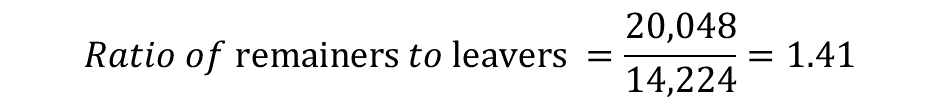 Ratio of remainers to leavers = 20,048 / 14,224 = 1.41